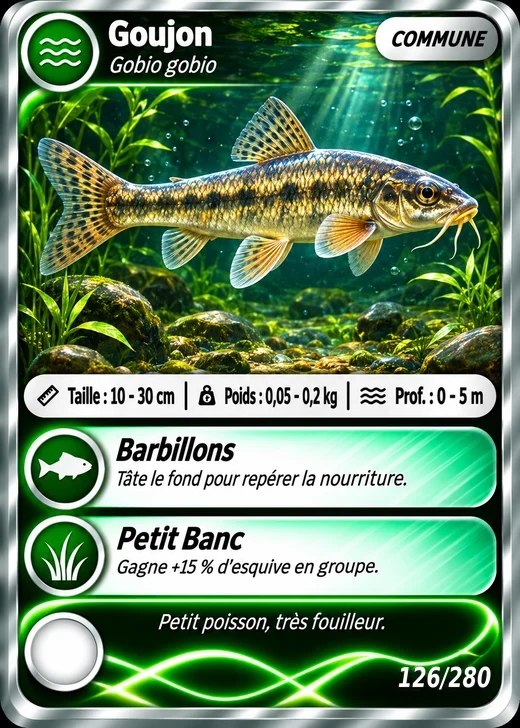 Goujon
Gobio gobio
COMMUNE
Taille : 10 - 30 cm | Poids : 0,05 - 0,2 kg | Prof. : 0 - 5 m
Barbillons
Tâte le fond pour repérer la nourriture.
Petit Banc
Gagne +15 % d'esquive en groupe.
Petit poisson, très fouilleur.
126/280